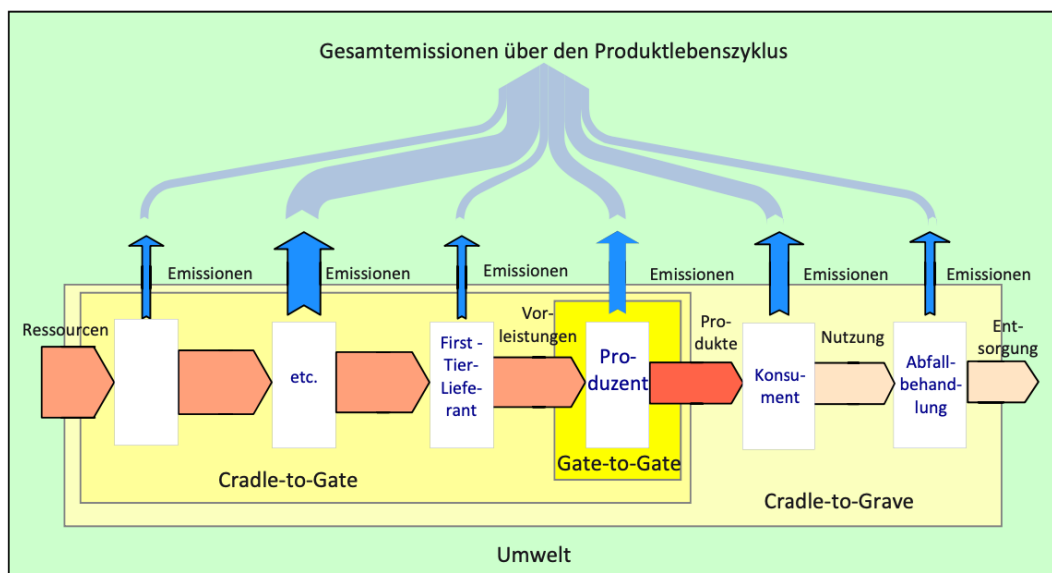 Gesamtemissionen über den Produktlebenszyklus
Emissionen
Emissionen
Emissionen
Emissionen
Emissionen
Emissionen
Ressourcen
etc.
First -
Tier-
Liefe-
rant
Vor-
leistungen
Pro-
duzent
Pro-
dukte
Konsu-
ment
Nutzung
Abfall-
behand-
lung
Ent-
sorgung
Cradle-to-Gate
Gate-to-Gate
Cradle-to-Grave
Umwelt